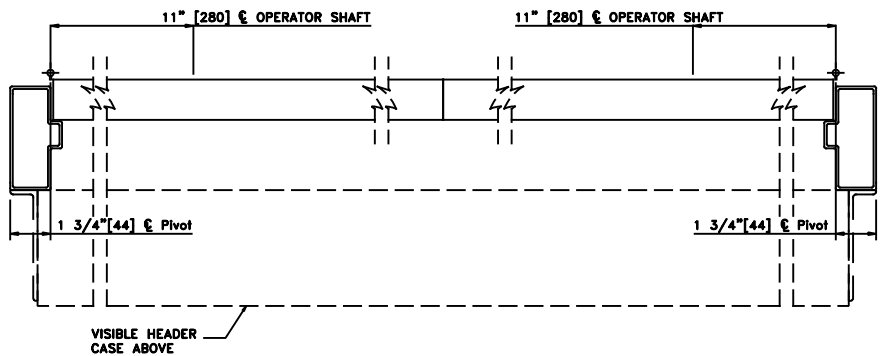 11" [280] ℄ OPERATOR SHAFT
11" [280] ℄ OPERATOR SHAFT
1 3/4"[44] ℄ Pivot
1 3/4"[44] ℄ Pivot
VISIBLE HEADER
CASE ABOVE